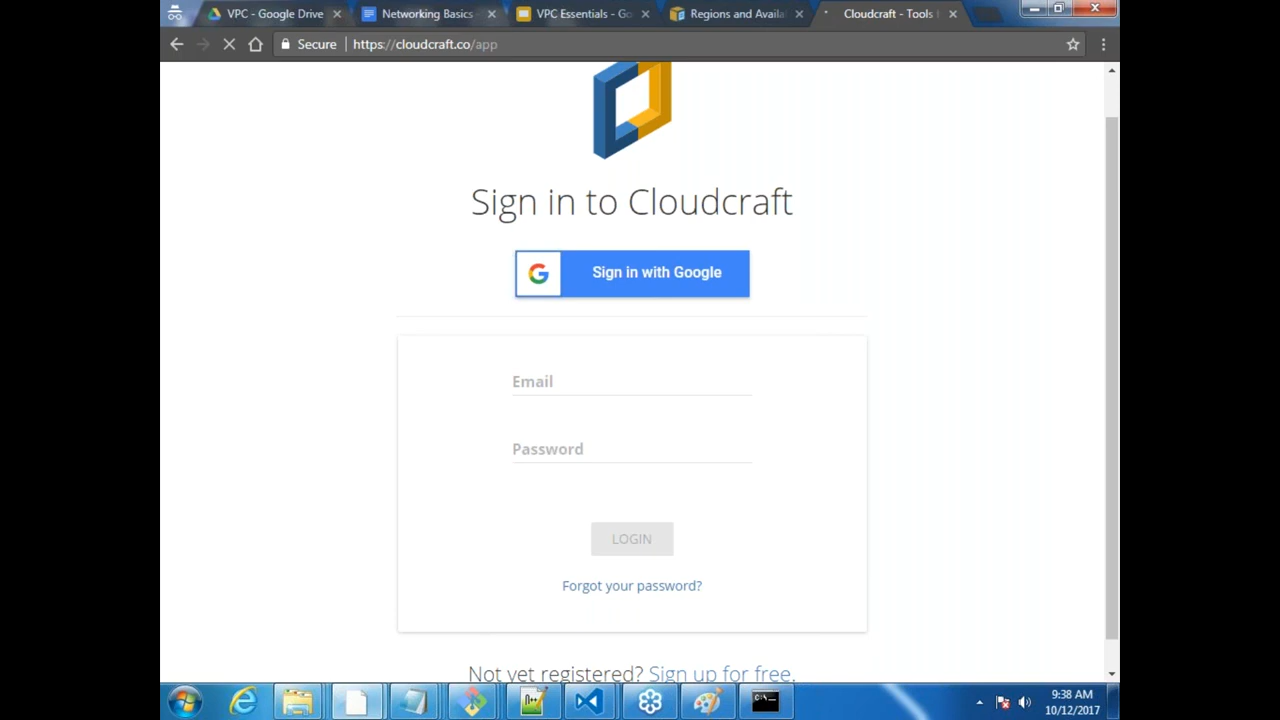 VPC - Google Drive
Networking Basics
VPC Essentials - Go
Regions and Availa
Cloudcraft - Tools
Secure
https://cloudcraft.co/app
Sign in to Cloudcraft
G
Sign in with Google
Email
Password
LOGIN
Forgot your password?
Not yet registered? Sign up for free.
9:38 AM
10/12/2017